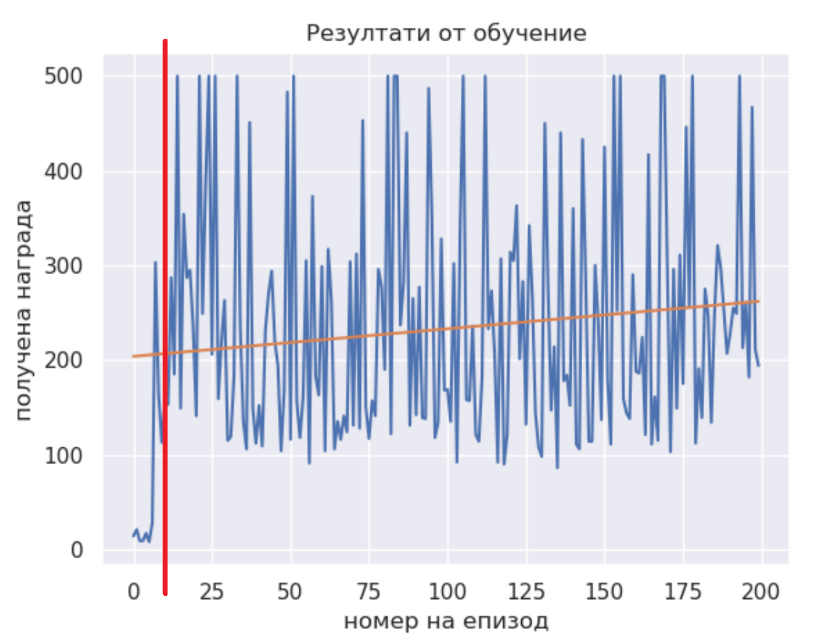 Резултати от обучение
500
400
300
200
100
0
получена награда
0 25 50 75 100 125 150 175 200
номер на епизод